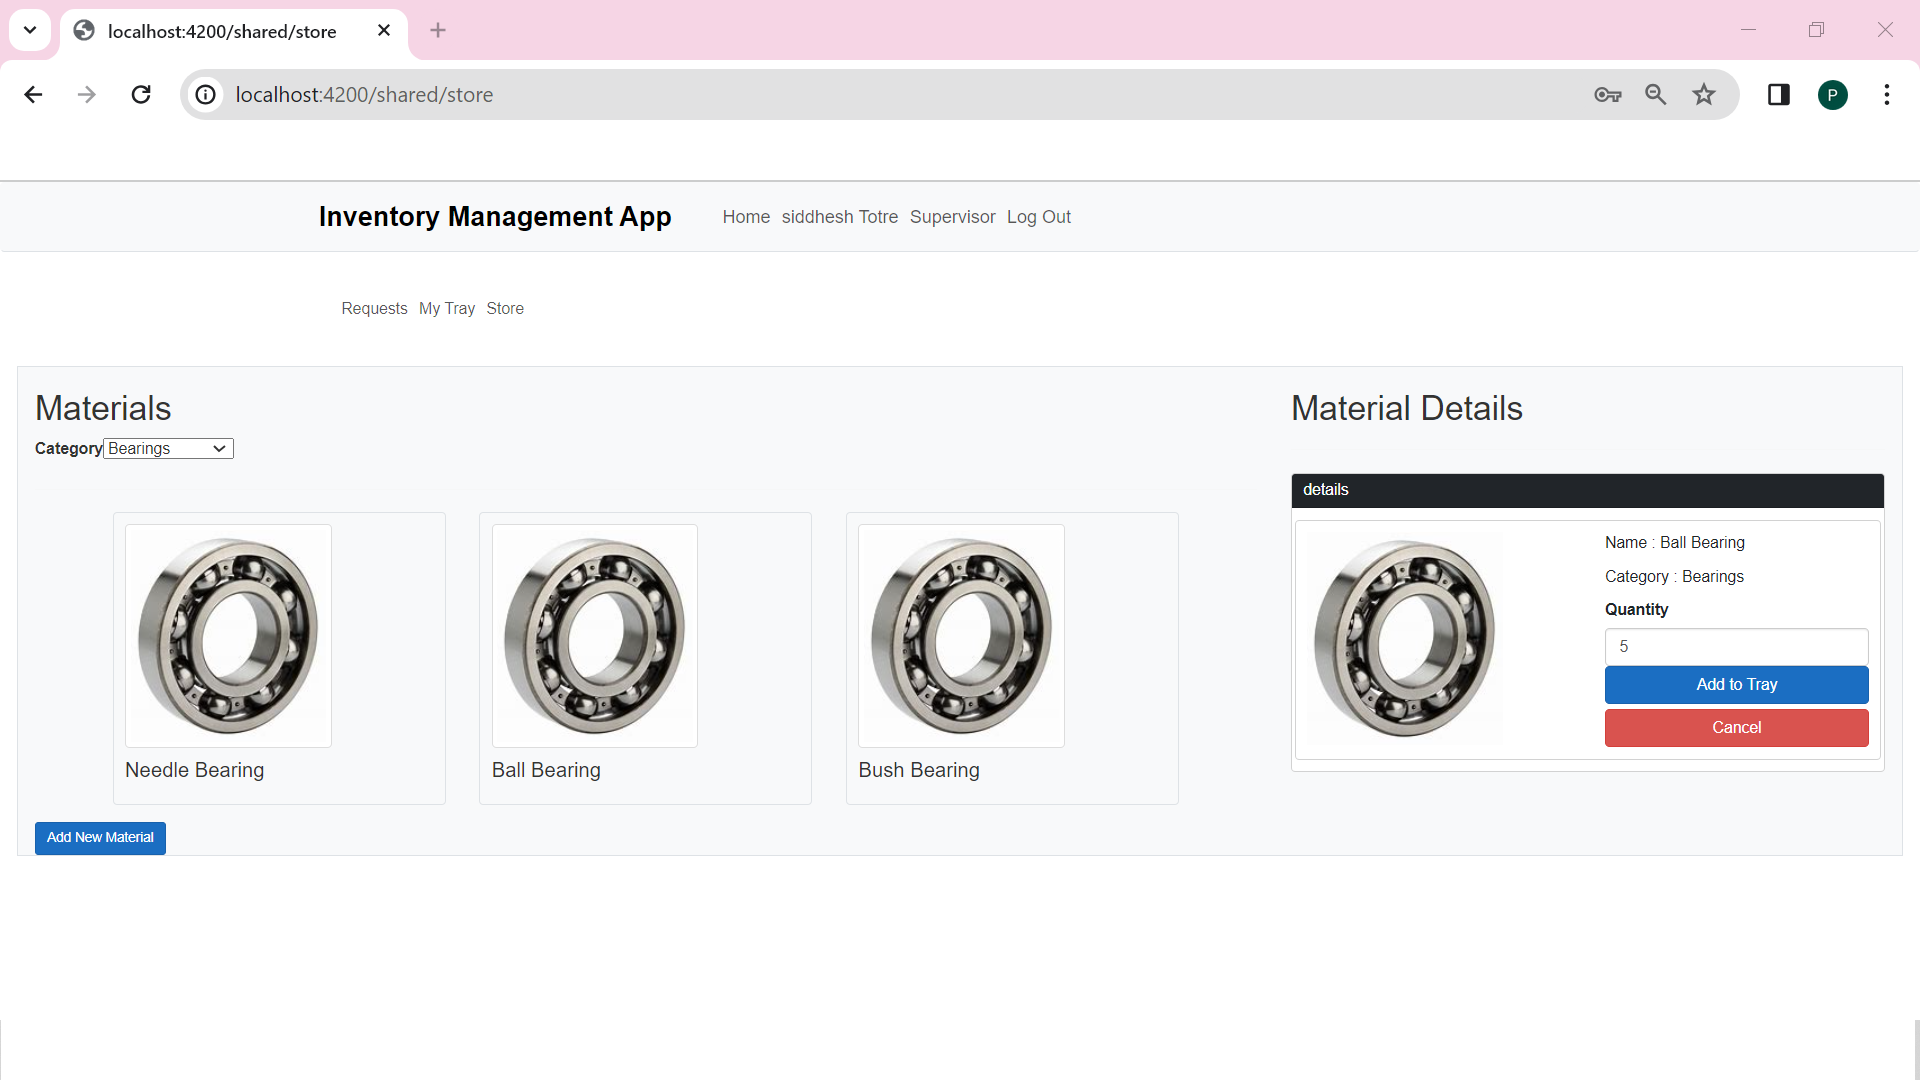 localhost:4200/shared/store
localhost:4200/shared/store
P
Inventory Management App
Home siddhesh Totre Supervisor Log Out
Requests My Tray Store
Materials
Category Bearings
Needle Bearing
Ball Bearing
Bush Bearing
Add New Material
Material Details
details
Name : Ball Bearing
Category : Bearings
Quantity
5
Add to Tray
Cancel